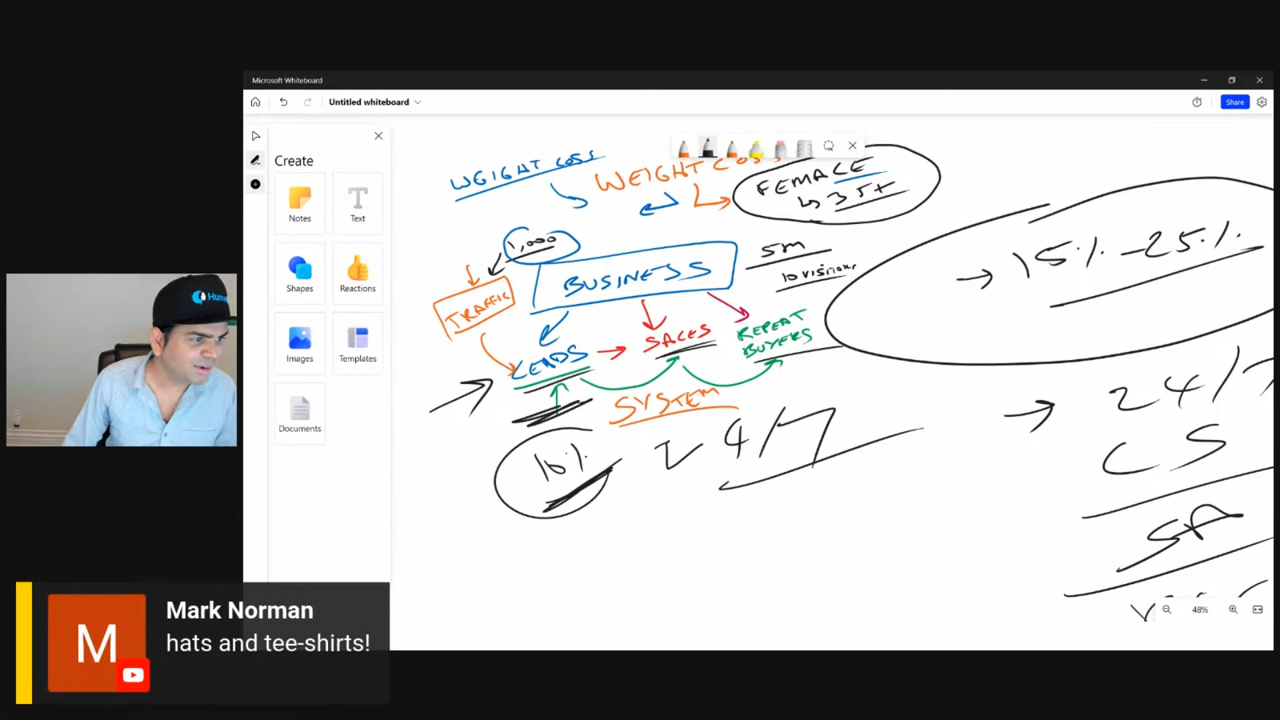 Microsoft Whiteboard
Untitled whiteboard
Share
Create
Notes
Text
Shapes
Reactions
Images
Templates
Documents
WEIGHT LOSS
WEIGHT LOSS
FEMALE
35+
1,000
BUSINESS
5m
10 visitors
TRAFFIC
LEADS
SALES
REPEAT
BUYERS
SYSTEM
10%
24/7
15% - 25%
24/7
CS
SA
48%
Huma
M
Mark Norman
hats and tee-shirts!